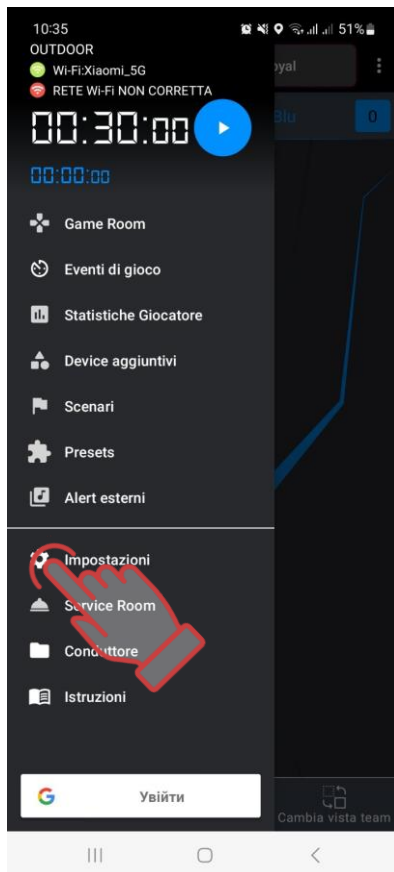 10:35
51%
OUTDOOR
Wi-Fi:Xiaomi_5G
RETE Wi-Fi NON CORRETTA
oyal
00:30:00
Blu
0
00:00:00
Game Room
Eventi di gioco
Statistiche Giocatore
Device aggiuntivi
Scenari
Presets
Alert esterni
Impostazioni
Service Room
Conduttore
Istruzioni
G
Увійти
Cambia vista team